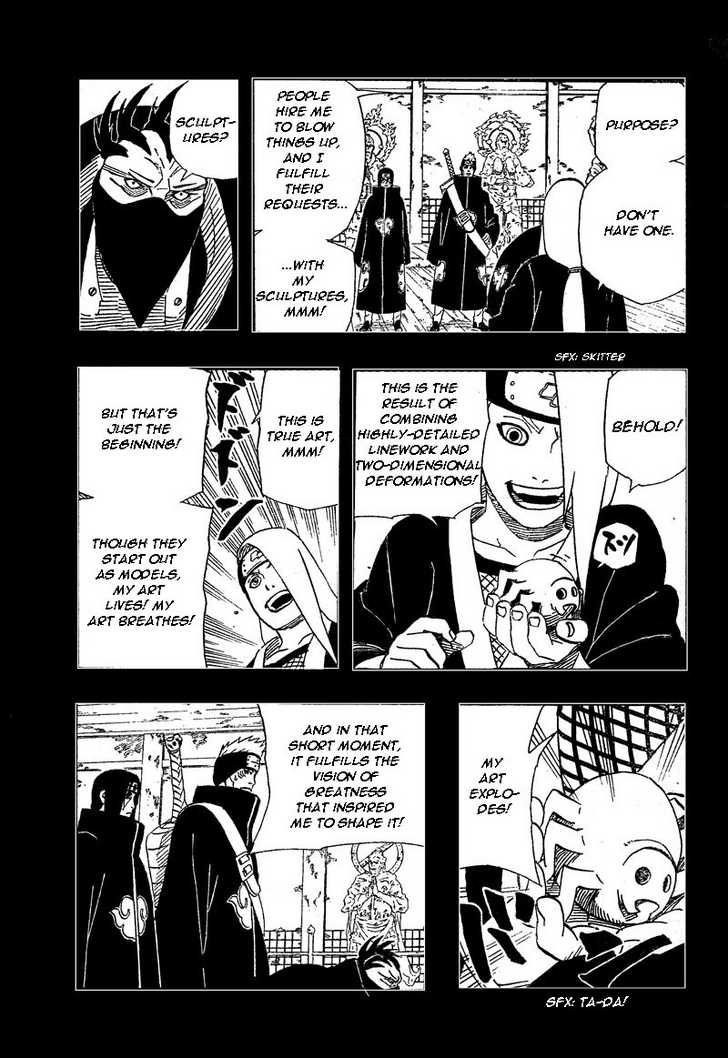 PURPOSE?
DON'T
HAVE ONE.
PEOPLE
HIRE ME
TO BLOW
THINGS UP,
AND I
FULFILL
THEIR
REQUESTS...
...WITH
MY
SCULPTURES,
MMM!
SCULPT-
URES?
SFX: SKITTER
BEHOLD!
THIS IS THE
RESULT OF
COMBINING
HIGHLY-DETAILED
LINEWORK AND
TWO-DIMENSIONAL
DEFORMATIONS!
THIS IS
TRUE ART,
MMM!
ドドーン
BUT THAT'S
JUST THE
BEGINNING!
THOUGH THEY
START OUT
AS MODELS,
MY ART
LIVES! MY
ART BREATHES!
MY
ART
EXPLO-
DES!
SFX: TA-DA!
AND IN THAT
SHORT MOMENT,
IT FULFILLS THE
VISION OF
GREATNESS
THAT INSPIRED
ME TO SHAPE IT!